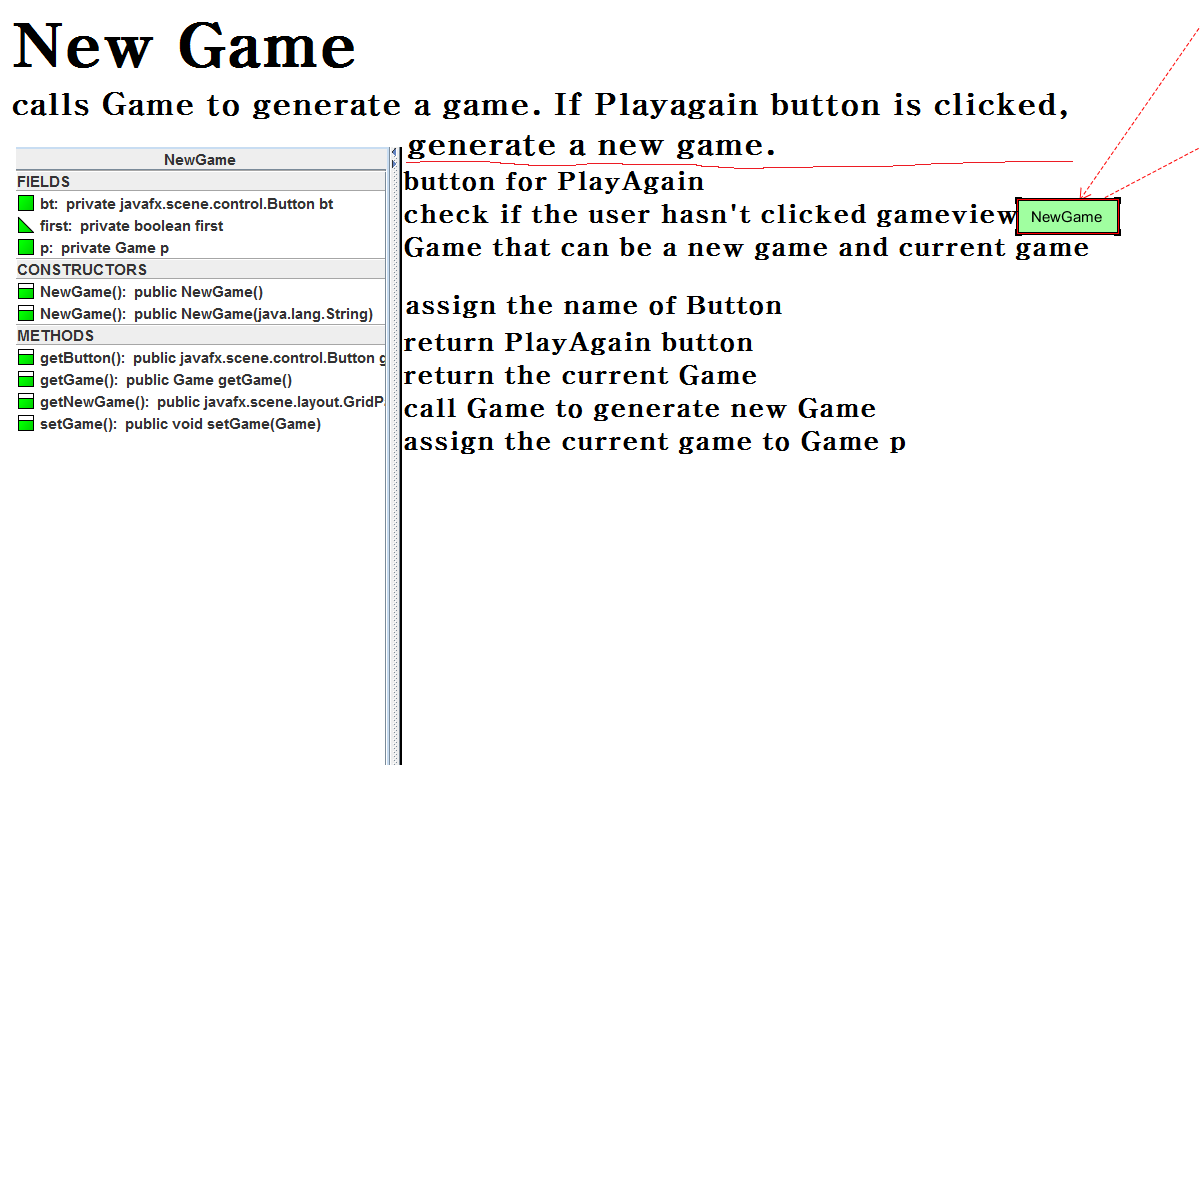 New Game
calls Game to generate a game. If Playagain button is clicked,
generate a new game.
NewGame
FIELDS
bt: private javafx.scene.control.Button bt
button for PlayAgain
first: private boolean first
check if the user hasn't clicked gameview
NewGame
p: private Game p
Game that can be a new game and current game
CONSTRUCTORS
NewGame(): public NewGame()
NewGame(): public NewGame(java.lang.String)
assign the name of Button
METHODS
getButton(): public javafx.scene.control.Button g
return PlayAgain button
getGame(): public Game getGame()
return the current Game
getNewGame(): public javafx.scene.layout.GridP
call Game to generate new Game
setGame(): public void setGame(Game)
assign the current game to Game p